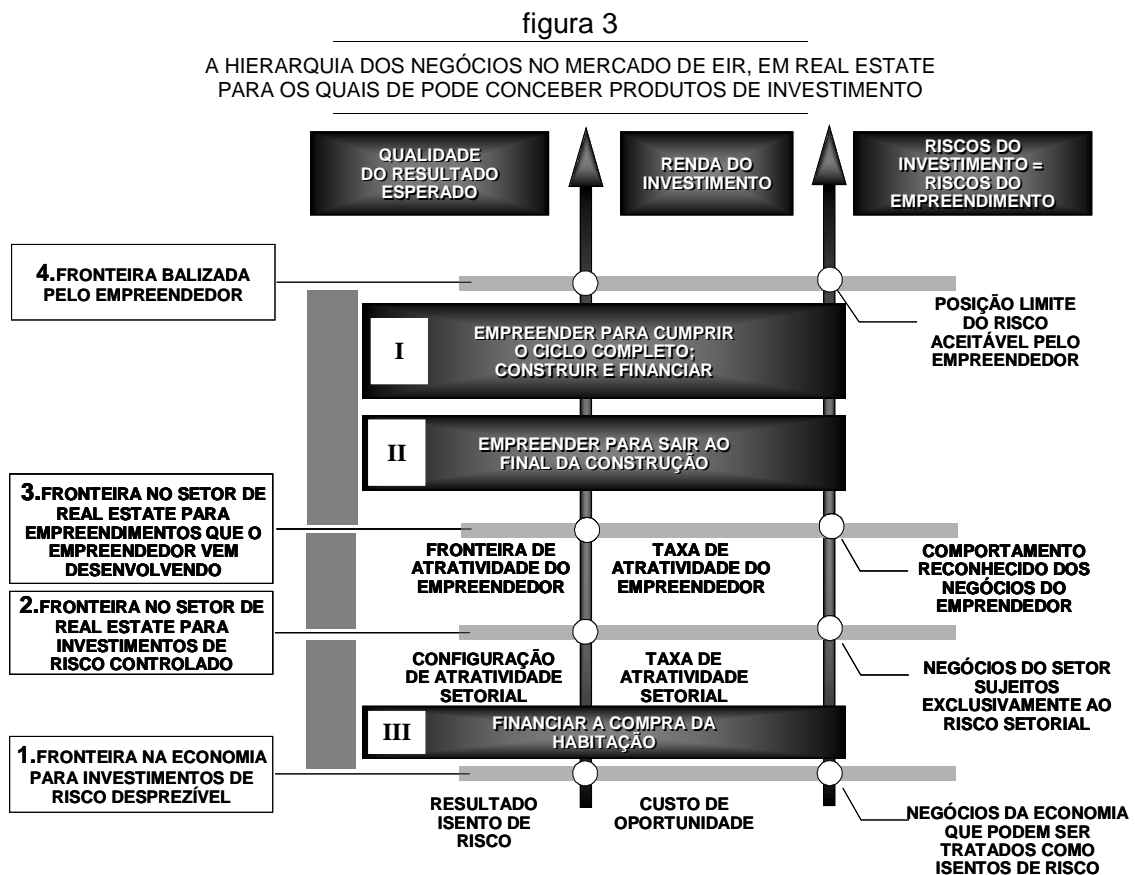 figura 3
A HIERARQUIA DOS NEGÓCIOS NO MERCADO DE EIR, EM REAL ESTATE
PARA OS QUAIS DE PODE CONCEBER PRODUTOS DE INVESTIMENTO
QUALIDADE
DO RESULTADO
ESPERADO
RENDA DO
INVESTIMENTO
RISCOS DO
INVESTIMENTO =
RISCOS DO
EMPREENDIMENTO
4.FRONTEIRA BALIZADA
PELO EMPREENDEDOR
POSIÇÃO LIMITE
DO RISCO
ACEITÁVEL PELO
EMPREENDEDOR
I
EMPREENDER PARA CUMPRIR
O CICLO COMPLETO;
CONSTRUIR E FINANCIAR
II
EMPREENDER PARA SAIR AO
FINAL DA CONSTRUÇÃO
3.FRONTEIRA NO SETOR DE
REAL ESTATE PARA
EMPREENDIMENTOS QUE O
EMPREENDEDOR VEM
DESENVOLVENDO
FRONTEIRA DE
ATRATIVIDADE DO
EMPREENDEDOR
TAXA DE
ATRATIVIDADE DO
EMPREENDEDOR
COMPORTAMENTO
RECONHECIDO DOS
NEGÓCIOS DO
EMPRENDEDOR
2.FRONTEIRA NO SETOR DE
REAL ESTATE PARA
INVESTIMENTOS DE
RISCO CONTROLADO
CONFIGURAÇÃO
DE ATRATIVIDADE
SETORIAL
TAXA DE
ATRATIVIDADE
SETORIAL
NEGÓCIOS DO SETOR
SUJEITOS
EXCLUSIVAMENTE AO
RISCO SETORIAL
III
FINANCIAR A COMPRA DA
HABITAÇÃO
1.FRONTEIRA NA ECONOMIA
PARA INVESTIMENTOS DE
RISCO DESPREZÍVEL
RESULTADO
ISENTO DE
RISCO
CUSTO DE
OPORTUNIDADE
NEGÓCIOS DA ECONOMIA
QUE PODEM SER
TRATADOS COMO
ISENTOS DE RISCO